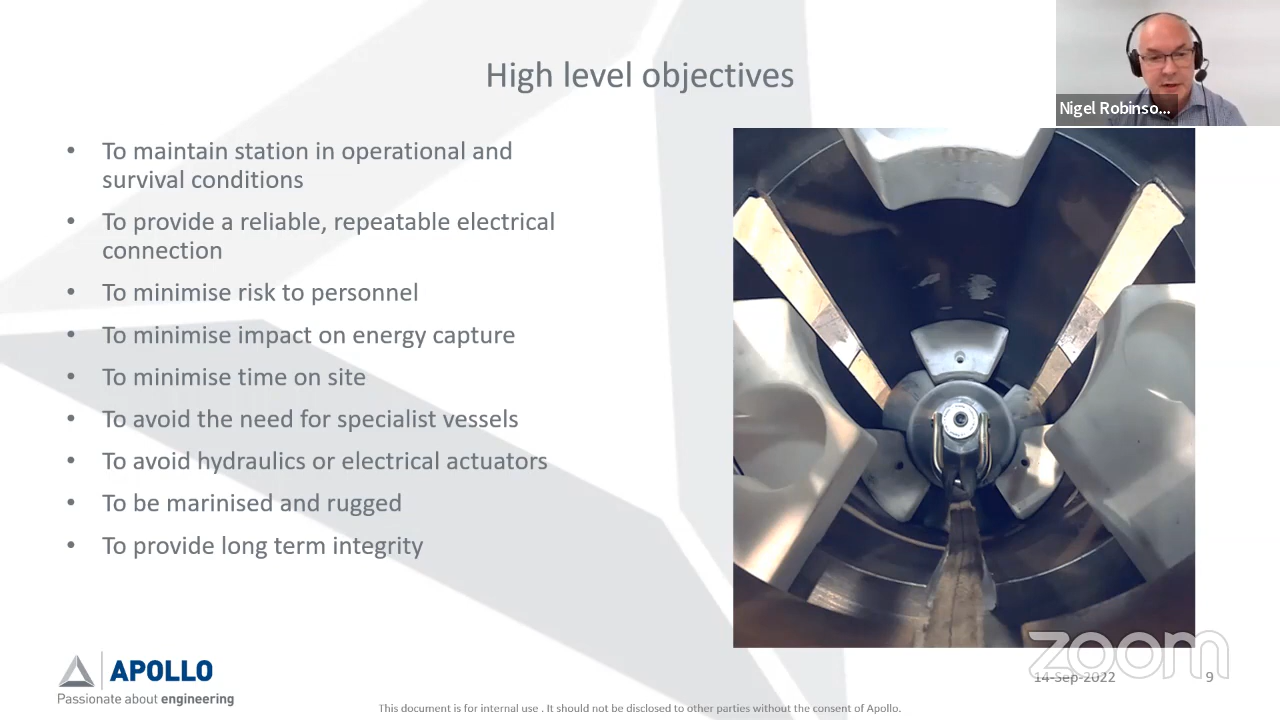 High level objectives
Nigel Robinso...
• To maintain station in operational and
survival conditions
• To provide a reliable, repeatable electrical
connection
• To minimise risk to personnel
• To minimise impact on energy capture
• To minimise time on site
• To avoid the need for specialist vessels
• To avoid hydraulics or electrical actuators
• To be marinised and rugged
• To provide long term integrity
zoom
APOLLO
Passionate about engineering
14-Sep-2022
9
This document is for internal use . It should not be disclosed to other parties without the consent of Apollo.